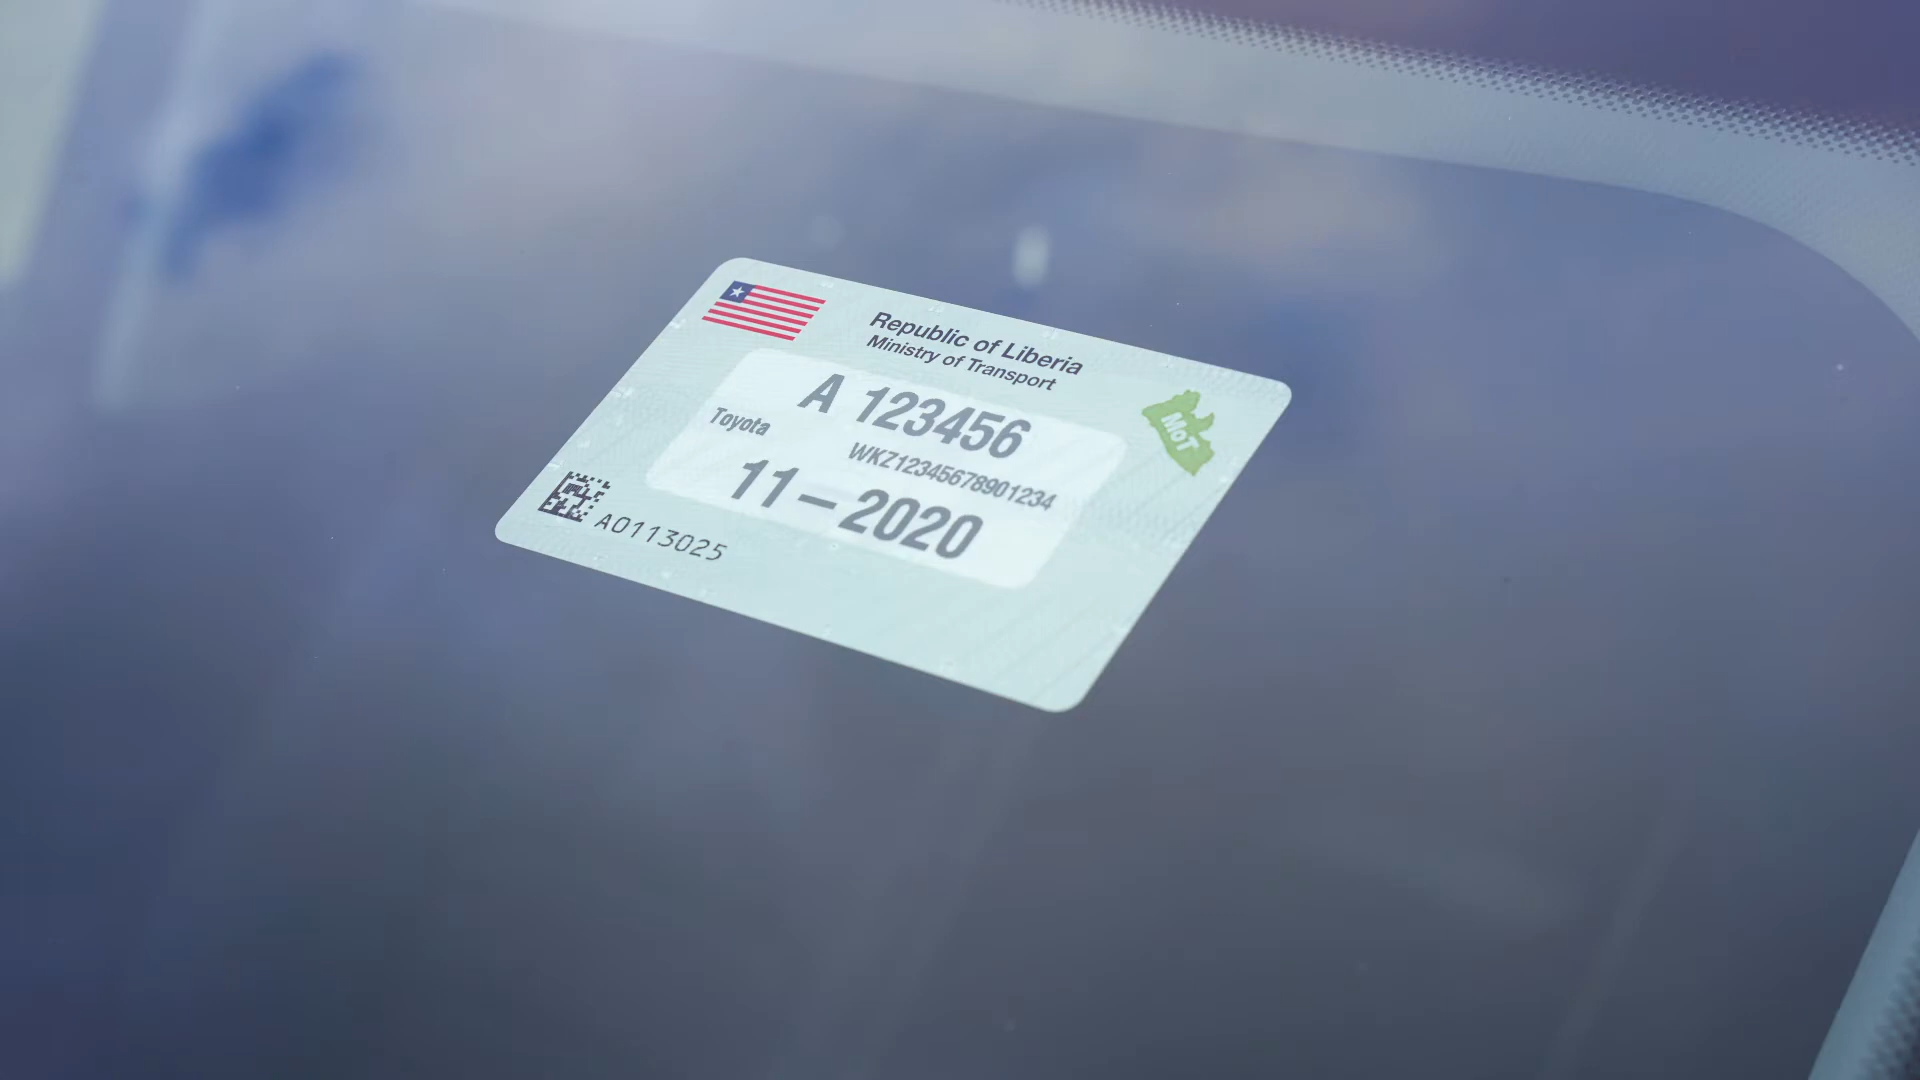 Republic of Liberia
Ministry of Transport
A 123456
Toyota
WKZ12345678901234
11–2020
A0113025
MoT